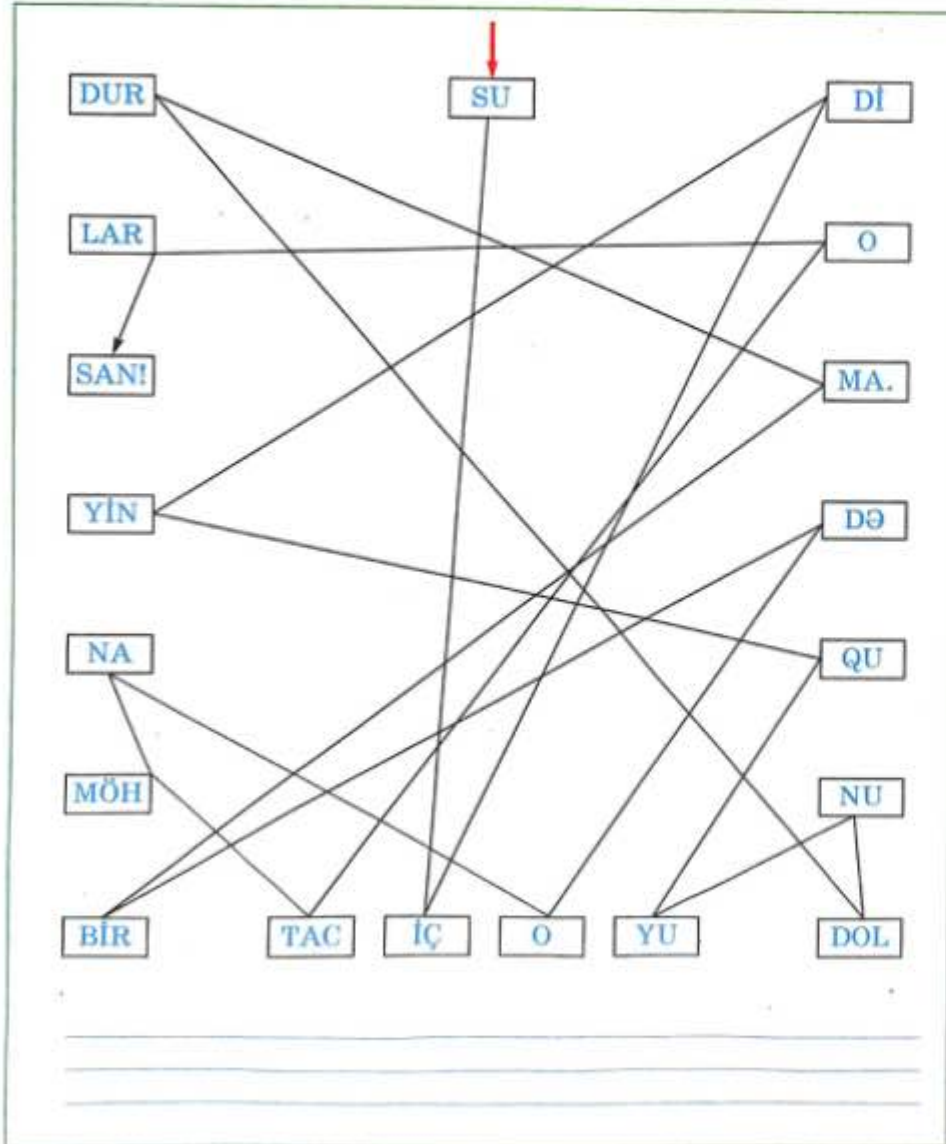 DUR SU Dİ
LAR O
SAN! MA.
YİN DƏ
NA QU
MÖH NU
BİR TAC İÇ O YU DOL